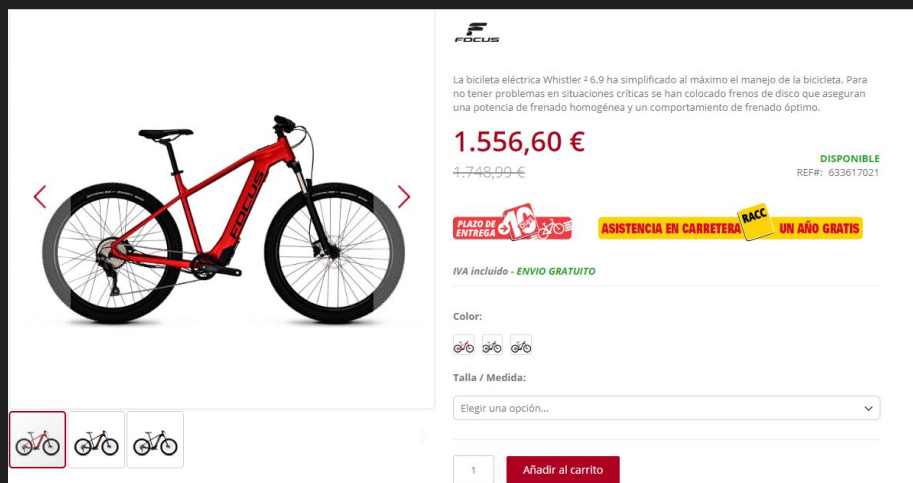 FOCUS
La bicileta eléctrica Whistler ² 6.9 ha simplificado al máximo el manejo de la bicicleta. Para
no tener problemas en situaciones críticas se han colocado frenos de disco que aseguran
una potencia de frenado homogénea y un comportamiento de frenado óptimo.
1.556,60 €
1.748,99 €
DISPONIBLE
REF#: 633617021
FOCUS
PLAZO DE
ENTREGA
10
ASISTENCIA EN CARRETERA RACC UN AÑO GRATIS
IVA incluido - ENVIO GRATUITO
Color:
Talla / Medida:
Elegir una opción...
1
Añadir al carrito